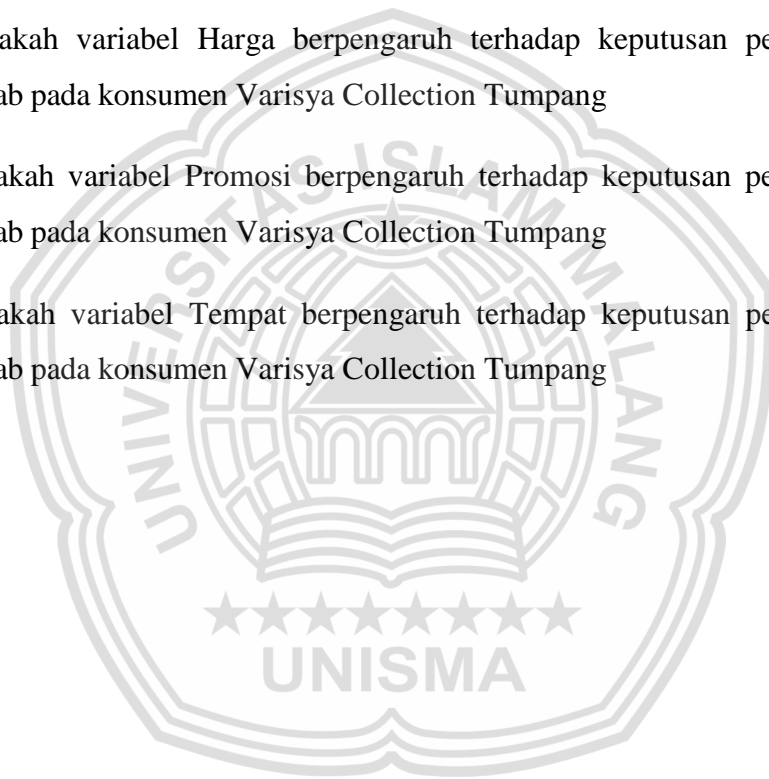 akah variabel Harga berpengaruh terhadap keputusan pe
ab pada konsumen Varisya Collection Tumpang
akah variabel Promosi berpengaruh terhadap keputusan pe
ab pada konsumen Varisya Collection Tumpang
akah variabel Tempat berpengaruh terhadap keputusan pe
ab pada konsumen Varisya Collection Tumpang
UNIVERSITAS ISLAM MALANG
UNISMA